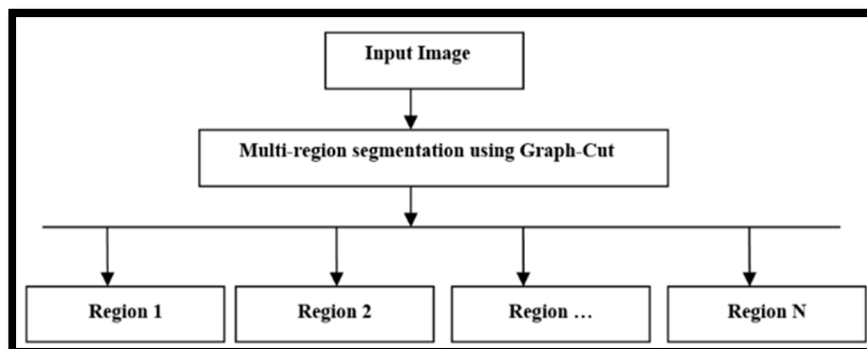 Input Image
Multi-region segmentation using Graph-Cut
Region 1
Region 2
Region …
Region N